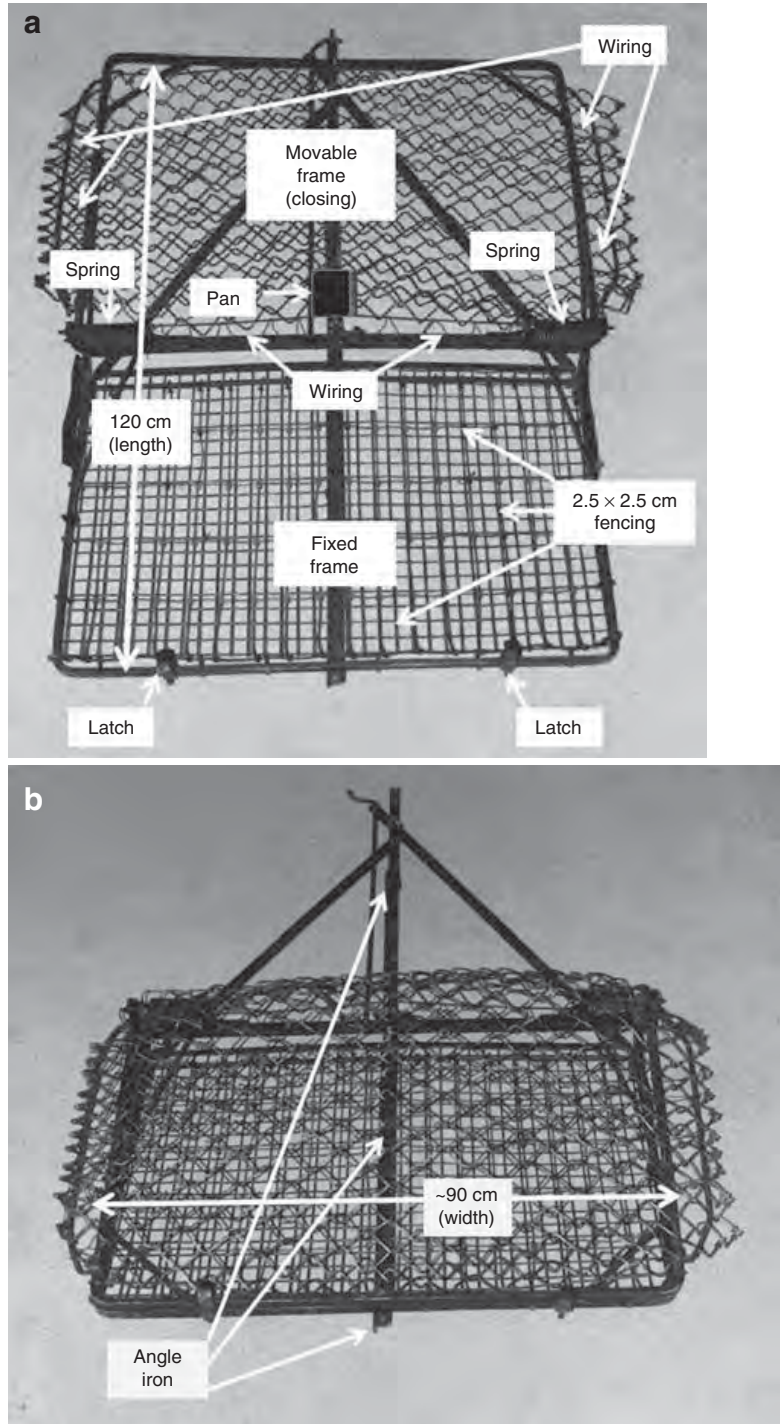 a
Wiring
Movable
frame
(closing)
Spring
Spring
Pan
Wiring
120 cm
(length)
2.5 × 2.5 cm
fencing
Fixed
frame
Latch
Latch
b
~90 cm
(width)
Angle
iron